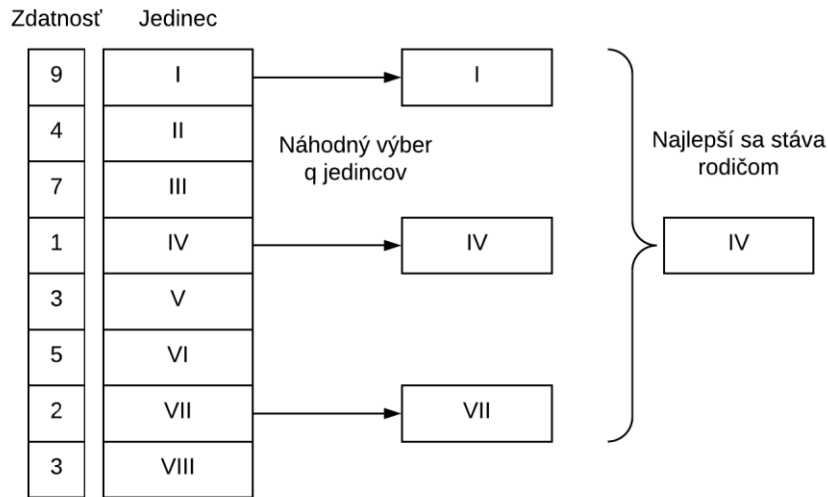 Zdatnosť Jedinec
9 I I
4 II
Náhodný výber
q jedincov
Najlepší sa stáva
rodičom
7 III
1 IV IV IV
3 V
5 VI
2 VII VII
3 VIII